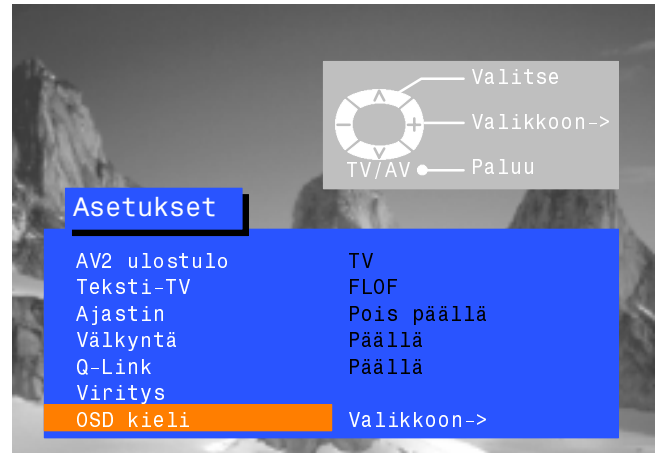 Valitse
Valikkoon->
TV/AV Paluu
Asetukset
AV2 ulostulo TV
Teksti-TV FLOF
Ajastin Pois päällä
Välkyntä Päällä
Q-Link Päällä
Viritys
OSD kieli Valikkoon->